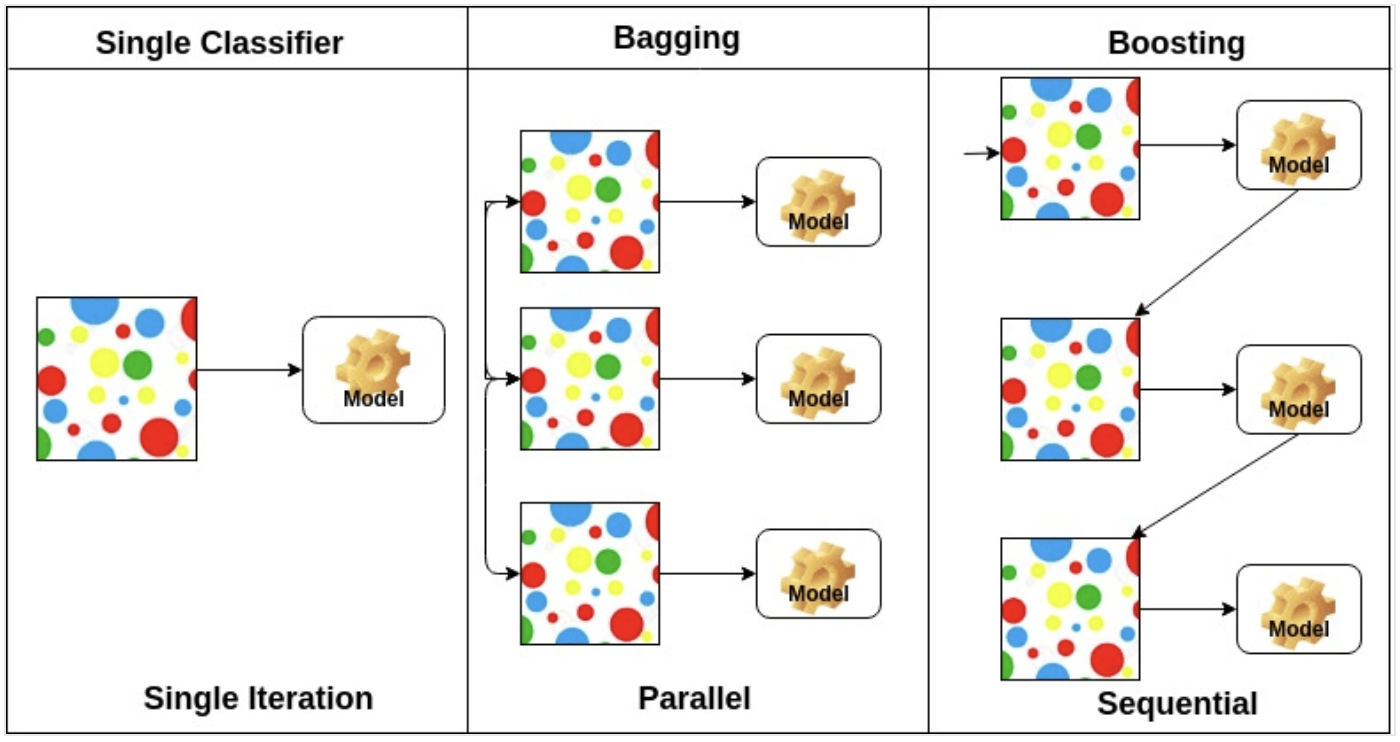 Single Classifier
Bagging
Boosting
Model
Model
Model
Model
Model
Model
Model
Single Iteration
Parallel
Sequential